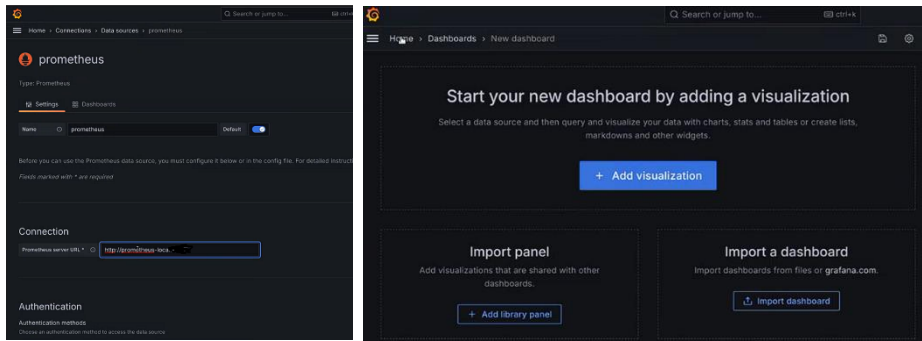 Search or jump to...
Home › Connections › Data sources › prometheus
prometheus
Type: Prometheus
Settings Dashboards
Name prometheus Default
Before you can use the Prometheus data source, you must configure it below or in the config file. For detailed instruct
Fields marked with * are required
Connection
Prometheus server URL * http://prometheus-loca
Authentication
Authentication methods
Choose an authentication method to access the data source
Search or jump to... ctrl+k
Home › Dashboards › New dashboard
Start your new dashboard by adding a visualization
Select a data source and then query and visualize your data with charts, stats and tables or create lists,
markdowns and other widgets.
+ Add visualization
Import panel
Add visualizations that are shared with other
dashboards.
+ Add library panel
Import a dashboard
Import dashboards from files or grafana.com.
Import dashboard